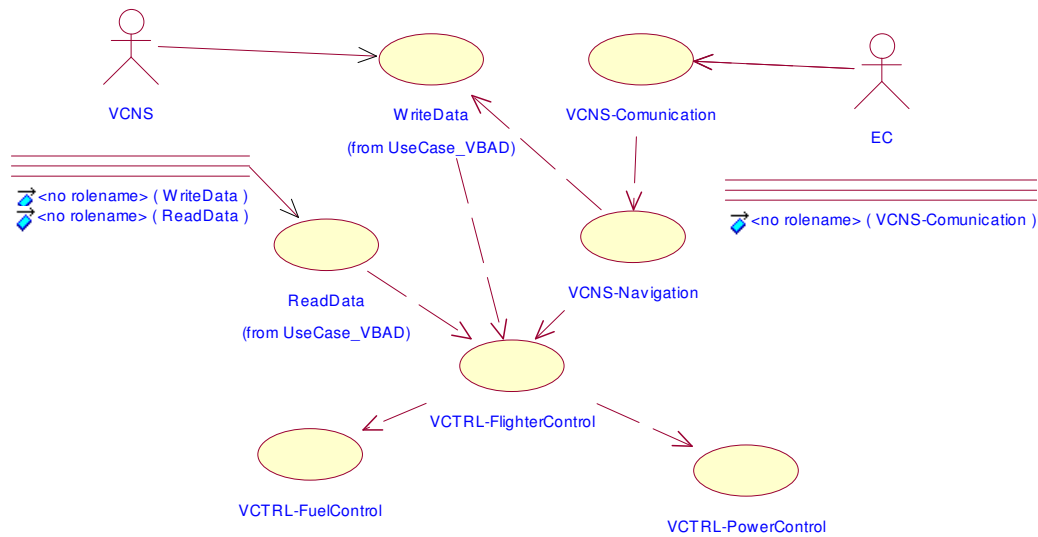 VCNS
WriteData
(from UseCase_VBAD)
VCNS-Comunication
EC
<no rolename> ( WriteData )
<no rolename> ( ReadData )
<no rolename> ( VCNS-Comunication )
ReadData
(from UseCase_VBAD)
VCNS-Navigation
VCTRL-FlighterControl
VCTRL-FuelControl
VCTRL-PowerControl